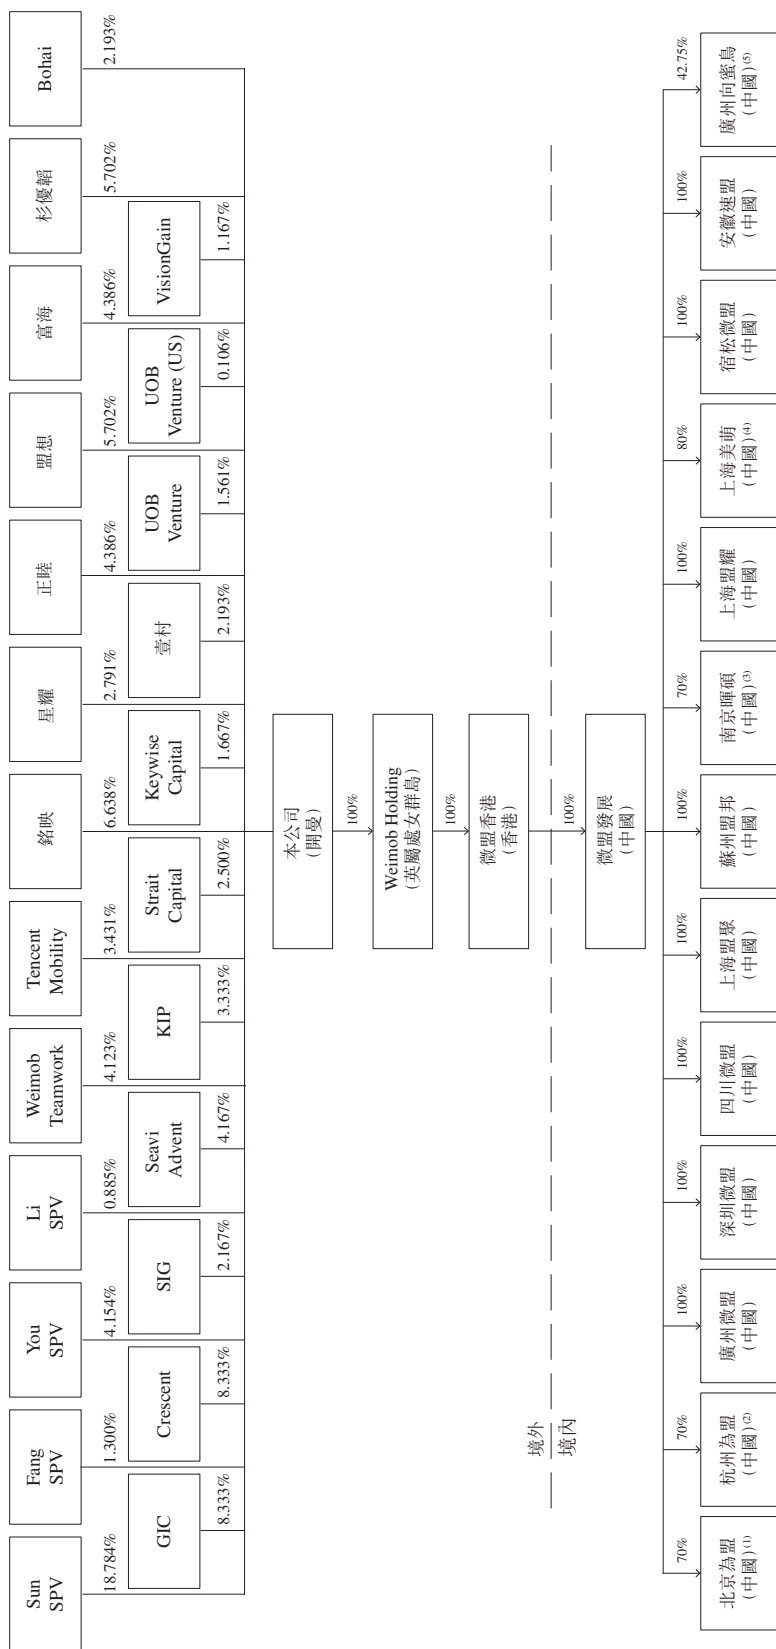 Sun
SPV
Fang
SPV
You
SPV
Li
SPV
Weimob
Teamwork
Tencent
Mobility
銘映
星耀
正睦
盟想
富海
杉優韜
Bohai
18.784%
1.300%
4.154%
0.885%
4.123%
3.431%
6.638%
2.791%
4.386%
5.702%
4.386%
5.702%
2.193%
GIC
Crescent
SIG
Seavi
Advent
KIP
Strait
Capital
Keywise
Capital
壹村
UOB
Venture
UOB
Venture (US)
VisionGain
8.333%
8.333%
2.167%
4.167%
3.333%
2.500%
1.667%
2.193%
1.561%
0.106%
1.167%
本公司
(開曼)
100%
Weimob Holding
(英屬處女群島)
100%
微盟香港
(香港)
境外
境內
100%
微盟發展
(中國)
70%
70%
100%
100%
100%
100%
100%
70%
100%
80%
100%
100%
42.75%
北京為盟
(中國)(1)
杭州為盟
(中國)(2)
廣州微盟
(中國)
深圳微盟
(中國)
四川微盟
(中國)
上海盟聚
(中國)
蘇州盟邦
(中國)
南京暉碩
(中國)(3)
上海盟耀
(中國)
上海美萌
(中國)(4)
宿松微盟
(中國)
安徽速盟
(中國)
廣州向蜜鳥
(中國)(5)